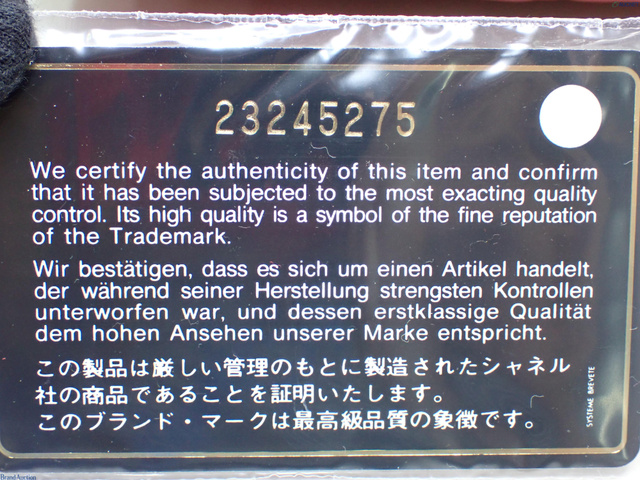 23245275
We certify the authenticity of this item and confirm
that it has been subjected to the most exacting quality
control. Its high quality is a symbol of the fine reputation
of the Trademark.
Wir bestätigen, dass es sich um einen Artikel handelt,
der während seiner Herstellung strengsten Kontrollen
unterworfen war, und dessen erstklassige Qualität
dem hohen Ansehen unserer Marke entspricht.
この製品は厳しい管理のもとに製造されたシャネル
社の商品であることを証明いたします。
このブランド・マークは最高級品質の象徴です。
SYSTEME BREVETE
BrandAuction